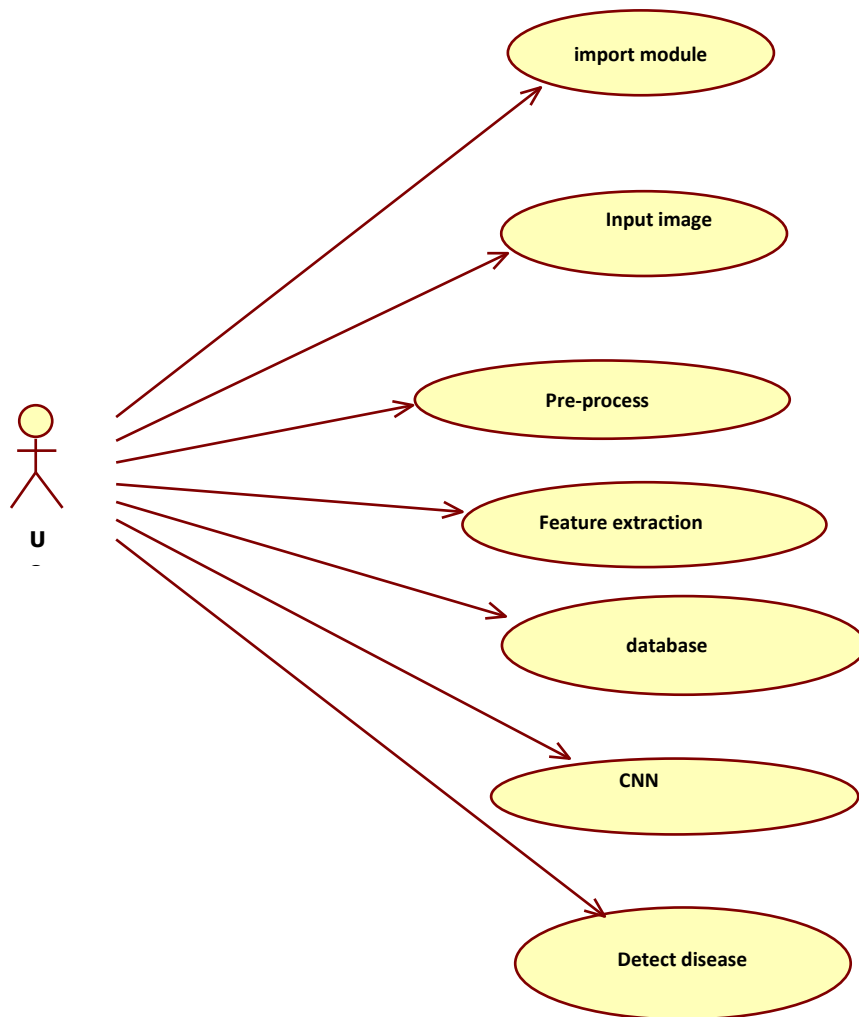 import module
Input image
Pre-process
Feature extraction
U
database
CNN
Detect disease